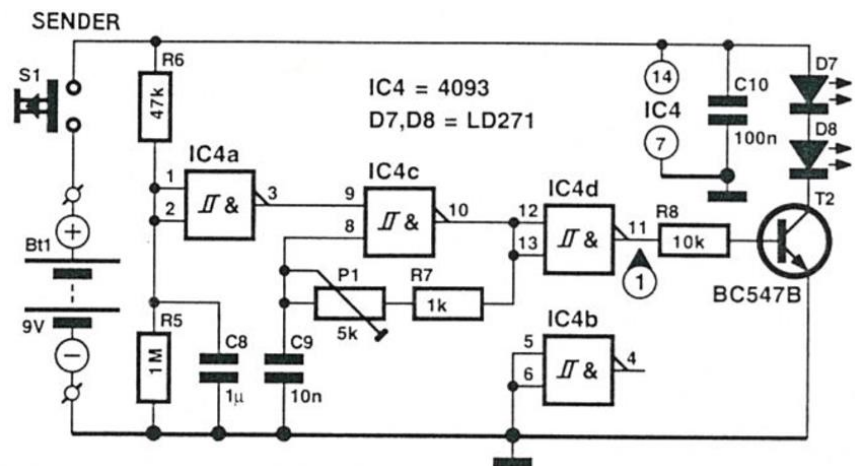 SENDER
S1
R6
47k
IC4 = 4093
D7,D8 = LD271
14
IC4
7
C10
100n
D7
D8
T2
BC547B
IC4a
1
2
3
IC4c
9
8
10
IC4d
12
13
11
R8
10k
1
P1
5k
R7
1k
Bt1
9V
R5
1M
C8
1µ
C9
10n
IC4b
5
6
4
&
&
&
&
+
−